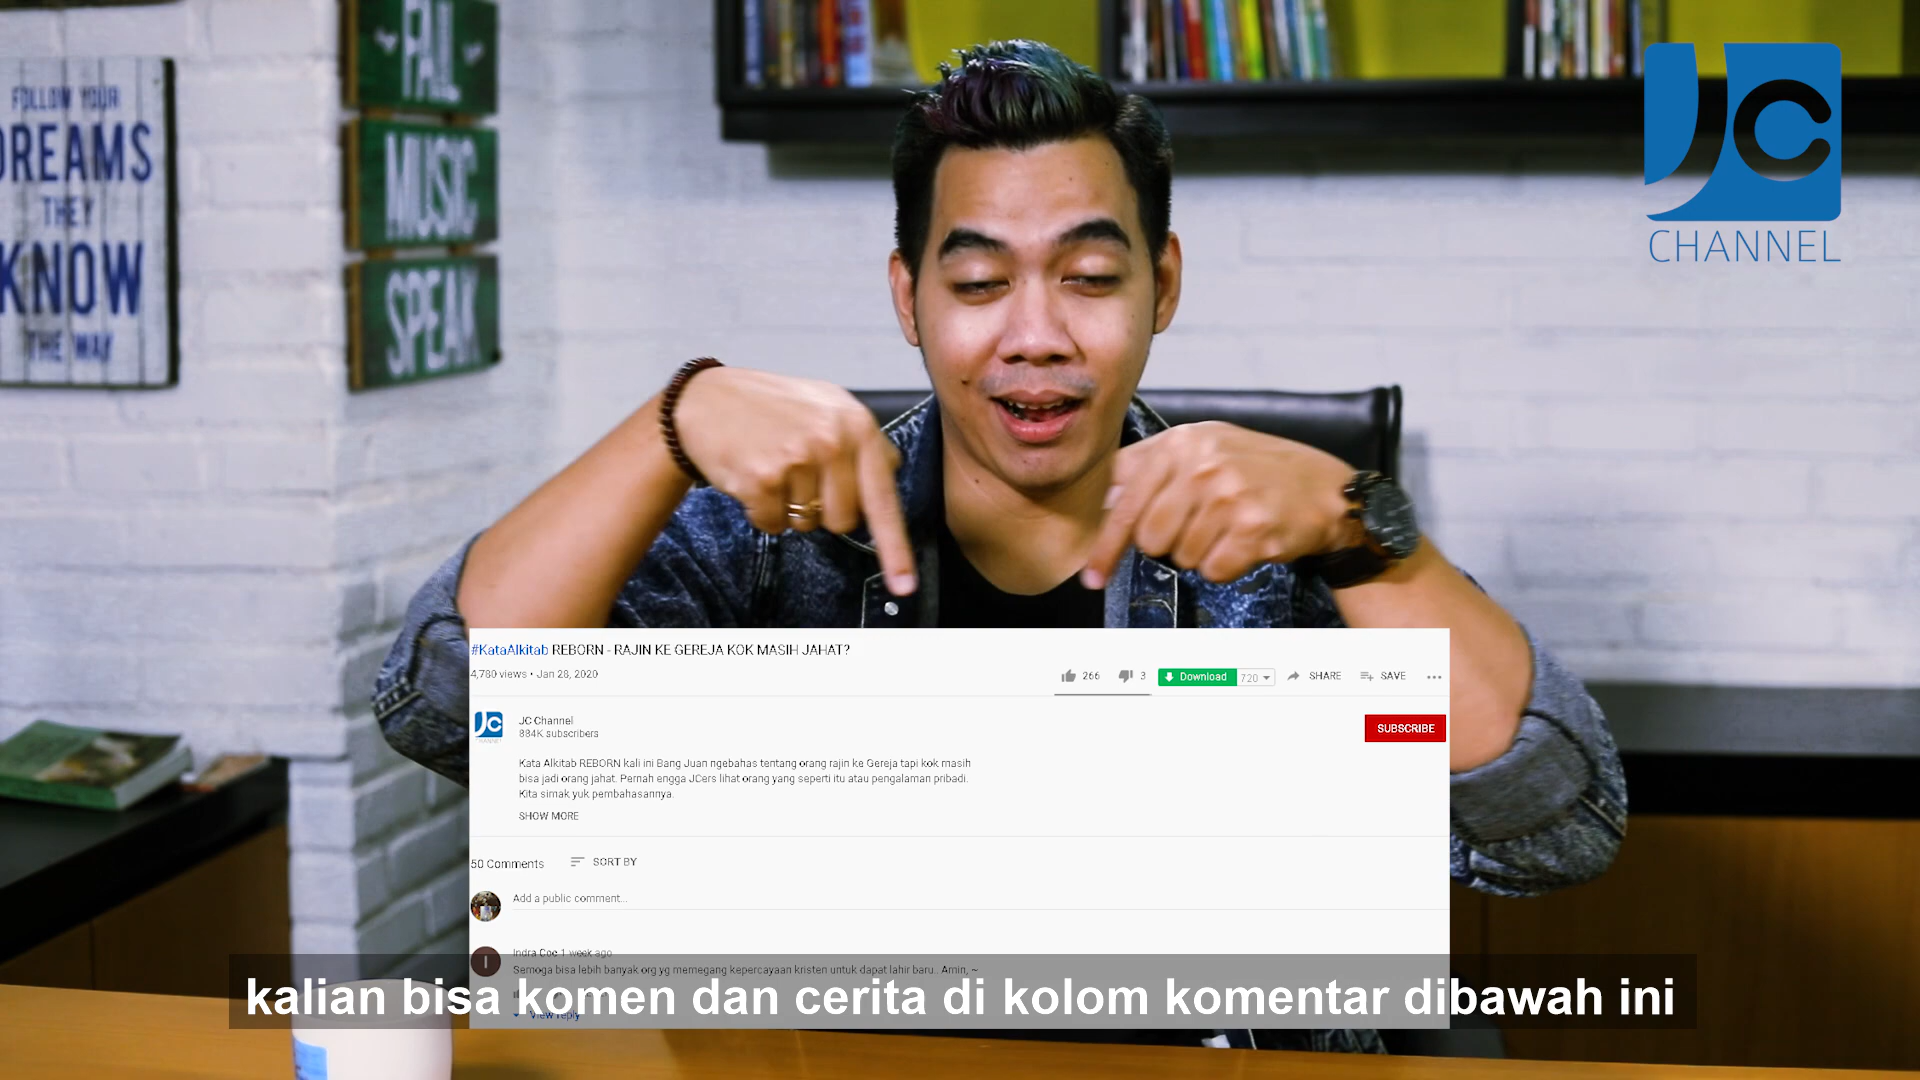 FOLLOW YOUR
DREAMS
THEY
KNOW
THE WAY
FAIL
MUSIC
SPEAK
JC
CHANNEL
#KataAlkitab REBORN - RAJIN KE GEREJA KOK MASIH JAHAT?
4,780 views • Jan 28, 2020
266
3
Download
720
SHARE
SAVE
JC Channel
884K subscribers
SUBSCRIBE
Kata Alkitab REBORN kali ini Bang Juan ngebahas tentang orang rajin ke Gereja tapi kok masih
bisa jadi orang jahat. Pernah engga JCers lihat orang yang seperti itu atau pengalaman pribadi.
Kita simak yuk pembahasannya.
SHOW MORE
50 Comments
SORT BY
Add a public comment...
I
Indra Coe 1 week ago
Semoga bisa lebih banyak org yg memegang kepercayaan kristen untuk dapat lahir baru.. Amin, ~
kalian bisa komen dan cerita di kolom komentar dibawah ini
View reply